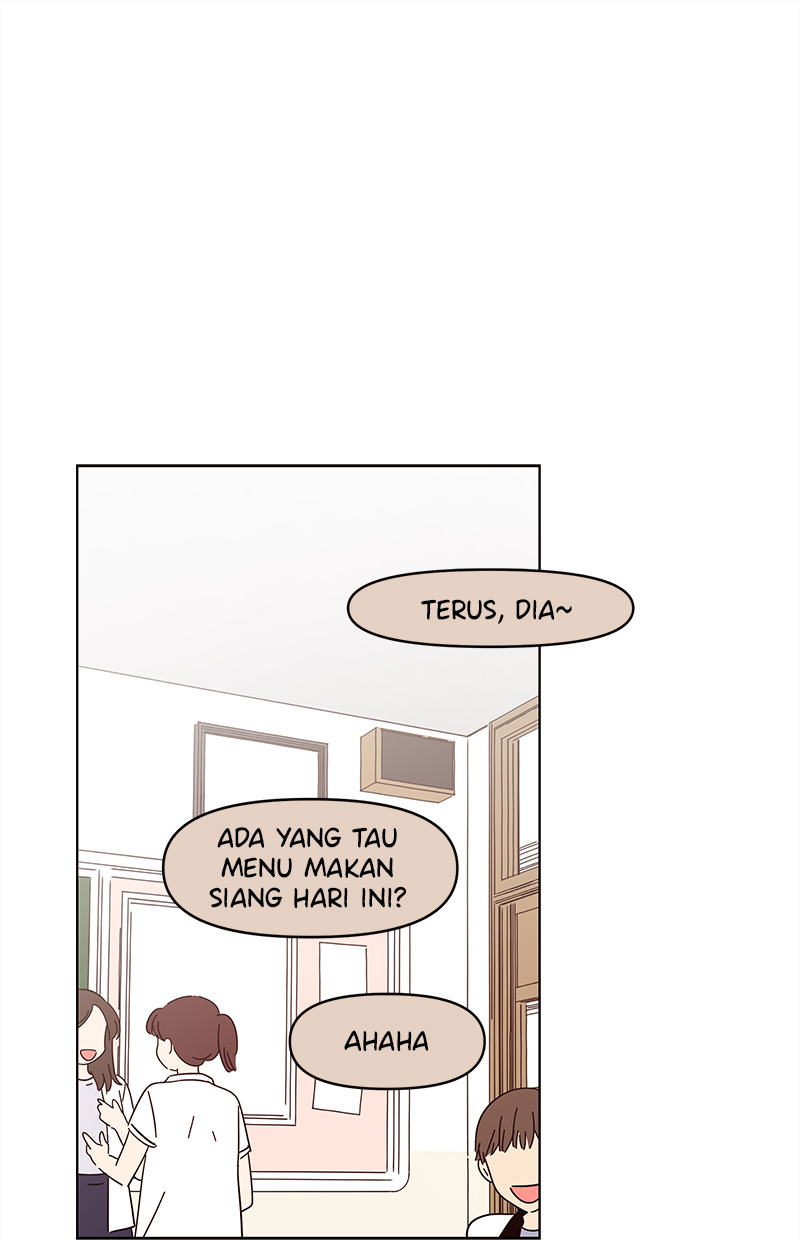 TERUS, DIA~
ADA YANG TAU
MENU MAKAN
SIANG HARI INI?
AHAHA